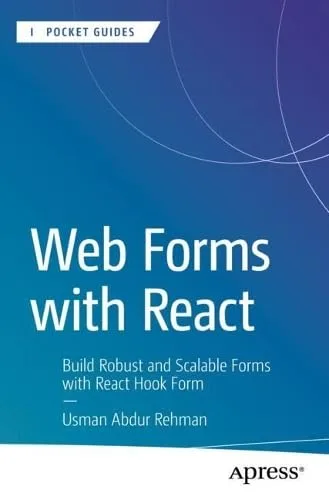 I POCKET GUIDES
Web Forms
with React
Build Robust and Scalable Forms
with React Hook Form
—
Usman Abdur Rehman
Apress®